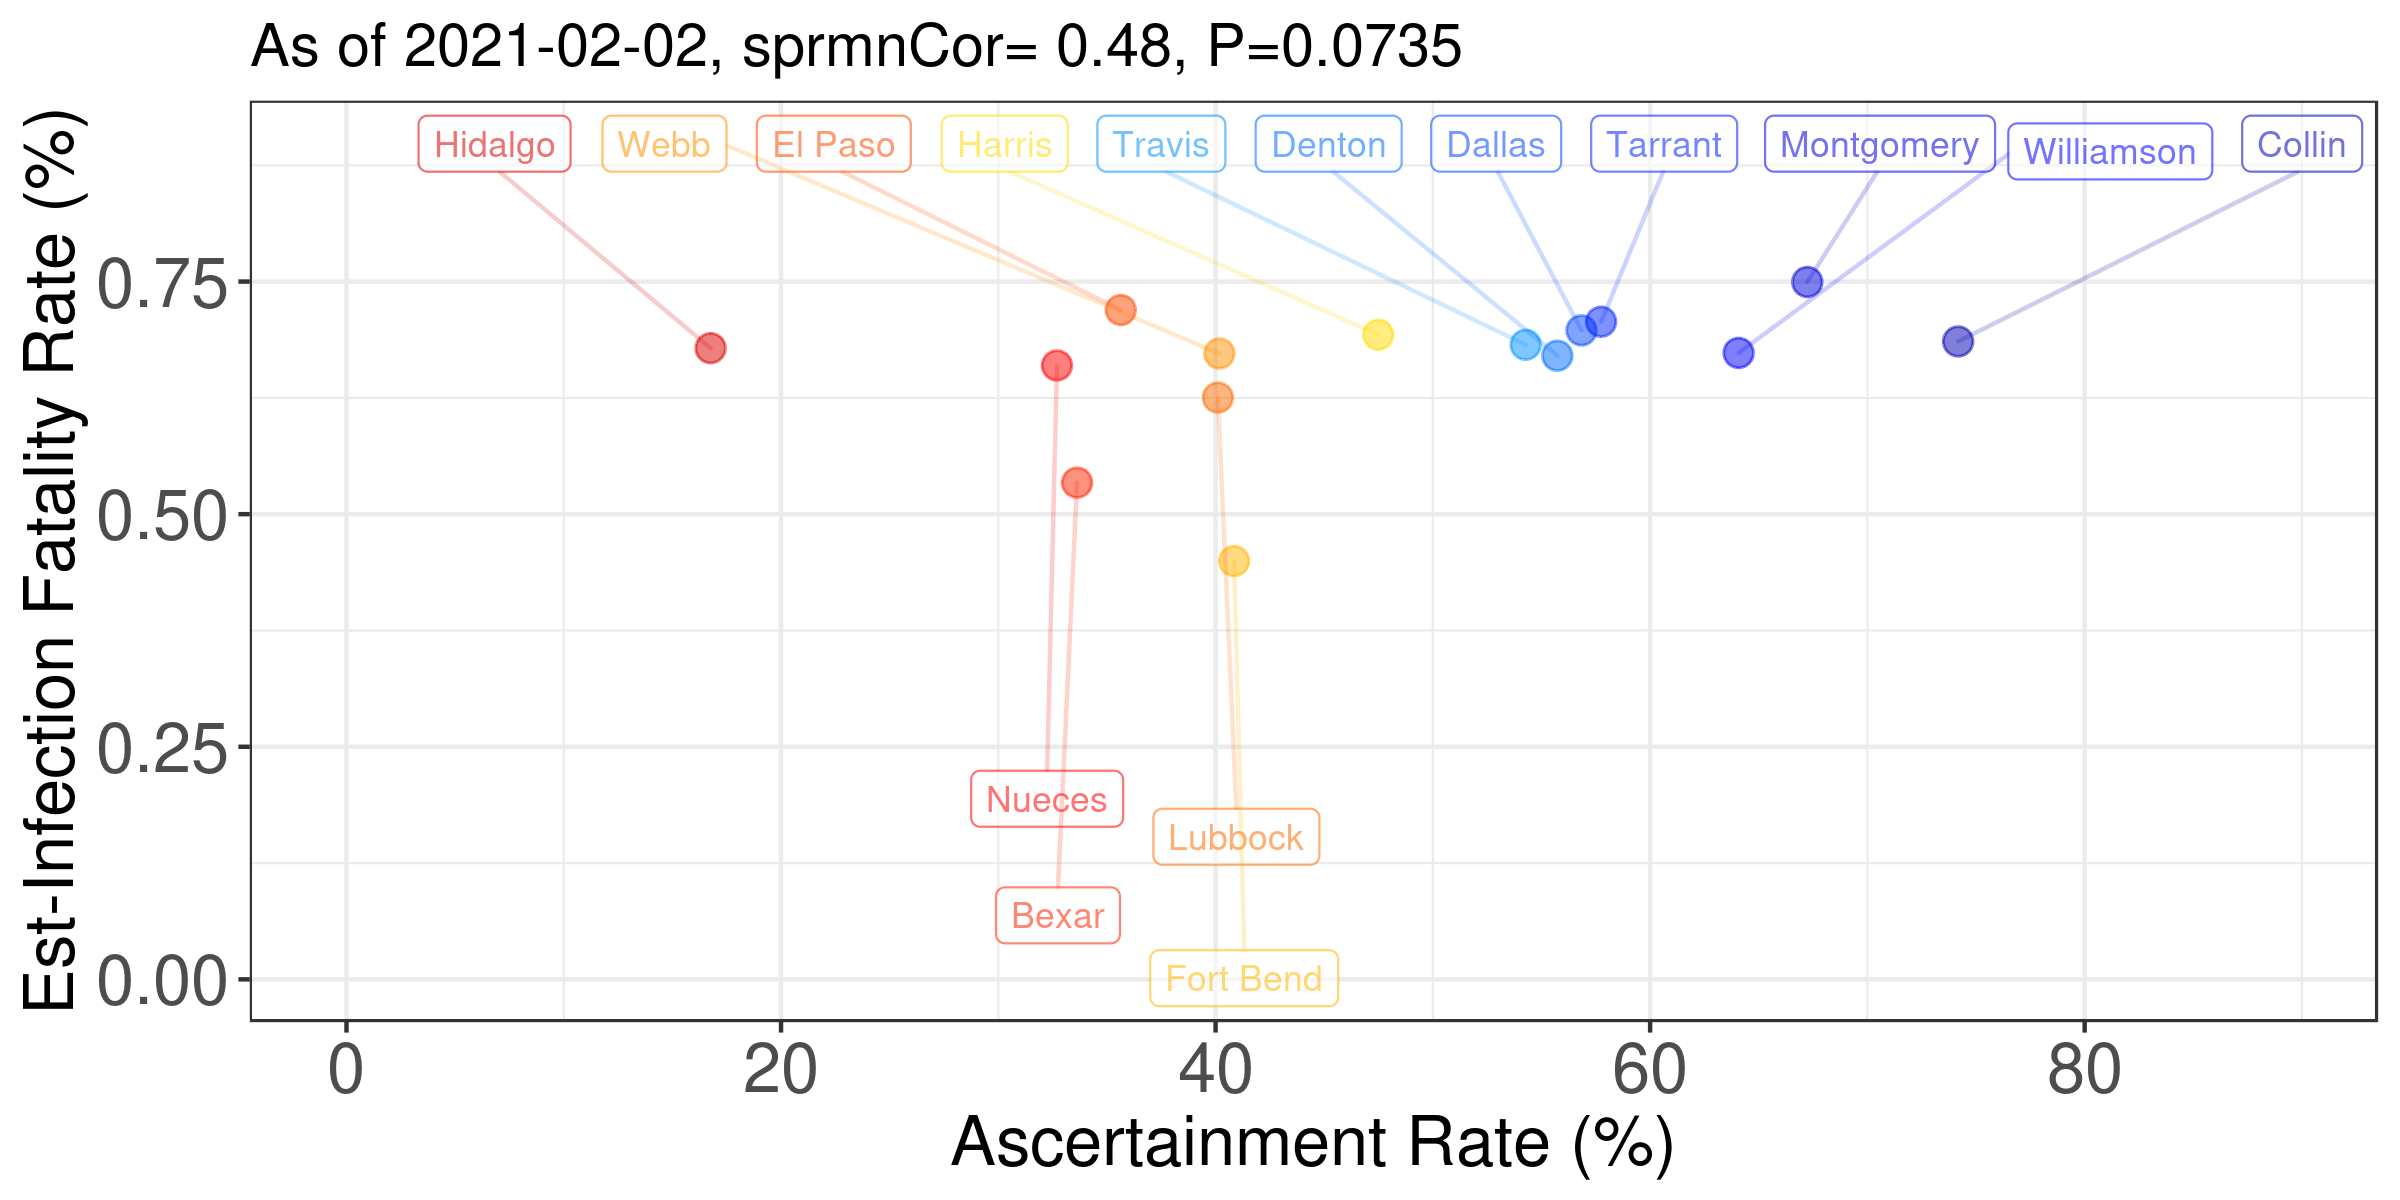 As of 2021-02-02, sprmnCor= 0.48, P=0.0735
Est-Infection Fatality Rate (%)
0.75
0.50
0.25
0.00
Hidalgo
Webb
El Paso
Harris
Travis
Denton
Dallas
Tarrant
Montgomery
Williamson
Collin
Nueces
Lubbock
Bexar
Fort Bend
0
20
40
60
80
Ascertainment Rate (%)